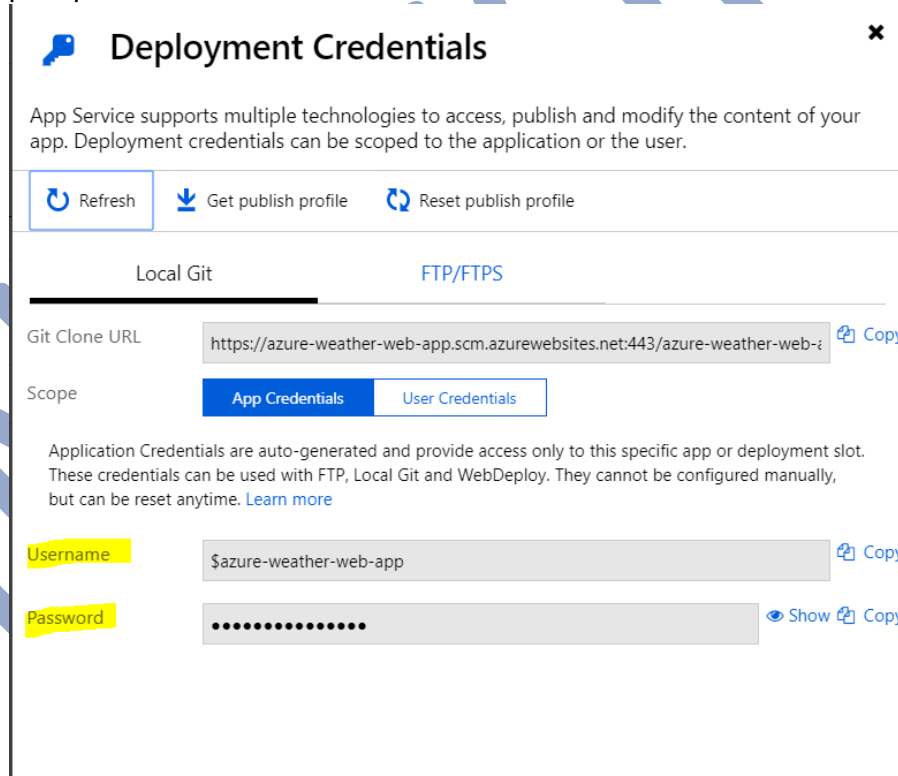 Deployment Credentials
App Service supports multiple technologies to access, publish and modify the content of your
app. Deployment credentials can be scoped to the application or the user.
Refresh Get publish profile Reset publish profile
Local Git FTP/FTPS
Git Clone URL https://azure-weather-web-app.scm.azurewebsites.net:443/azure-weather-web- Copy
Scope App Credentials User Credentials
Application Credentials are auto-generated and provide access only to this specific app or deployment slot.
These credentials can be used with FTP, Local Git and WebDeploy. They cannot be configured manually,
but can be reset anytime. Learn more
Username $azure-weather-web-app Copy
Password ••••••••••••••• Show Copy